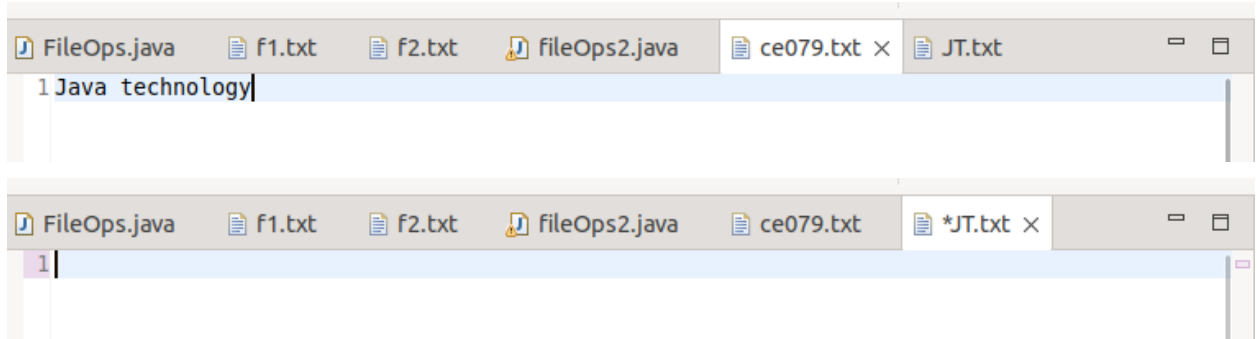 FileOps.java f1.txt f2.txt fileOps2.java ce079.txt JT.txt
1 Java technology
FileOps.java f1.txt f2.txt fileOps2.java ce079.txt *JT.txt
1